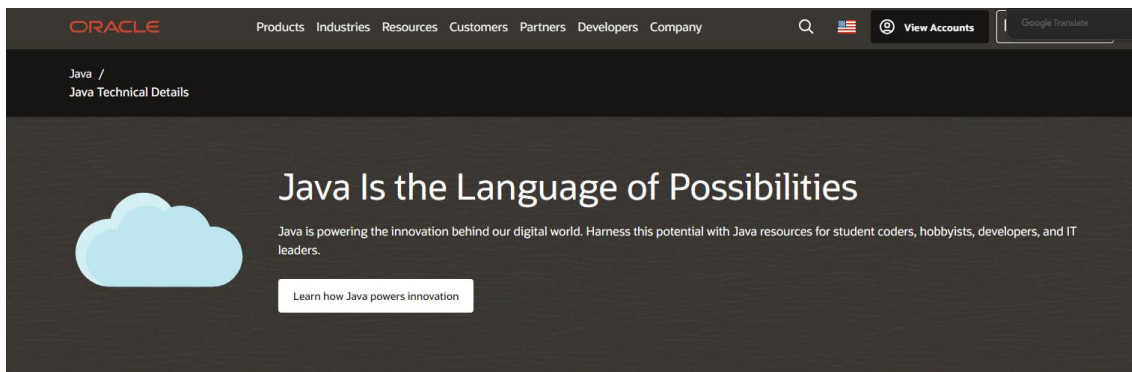 ORACLE Products Industries Resources Customers Partners Developers Company View Accounts Google Translate
Java /
Java Technical Details
Java Is the Language of Possibilities
Java is powering the innovation behind our digital world. Harness this potential with Java resources for student coders, hobbyists, developers, and IT
leaders.
Learn how Java powers innovation